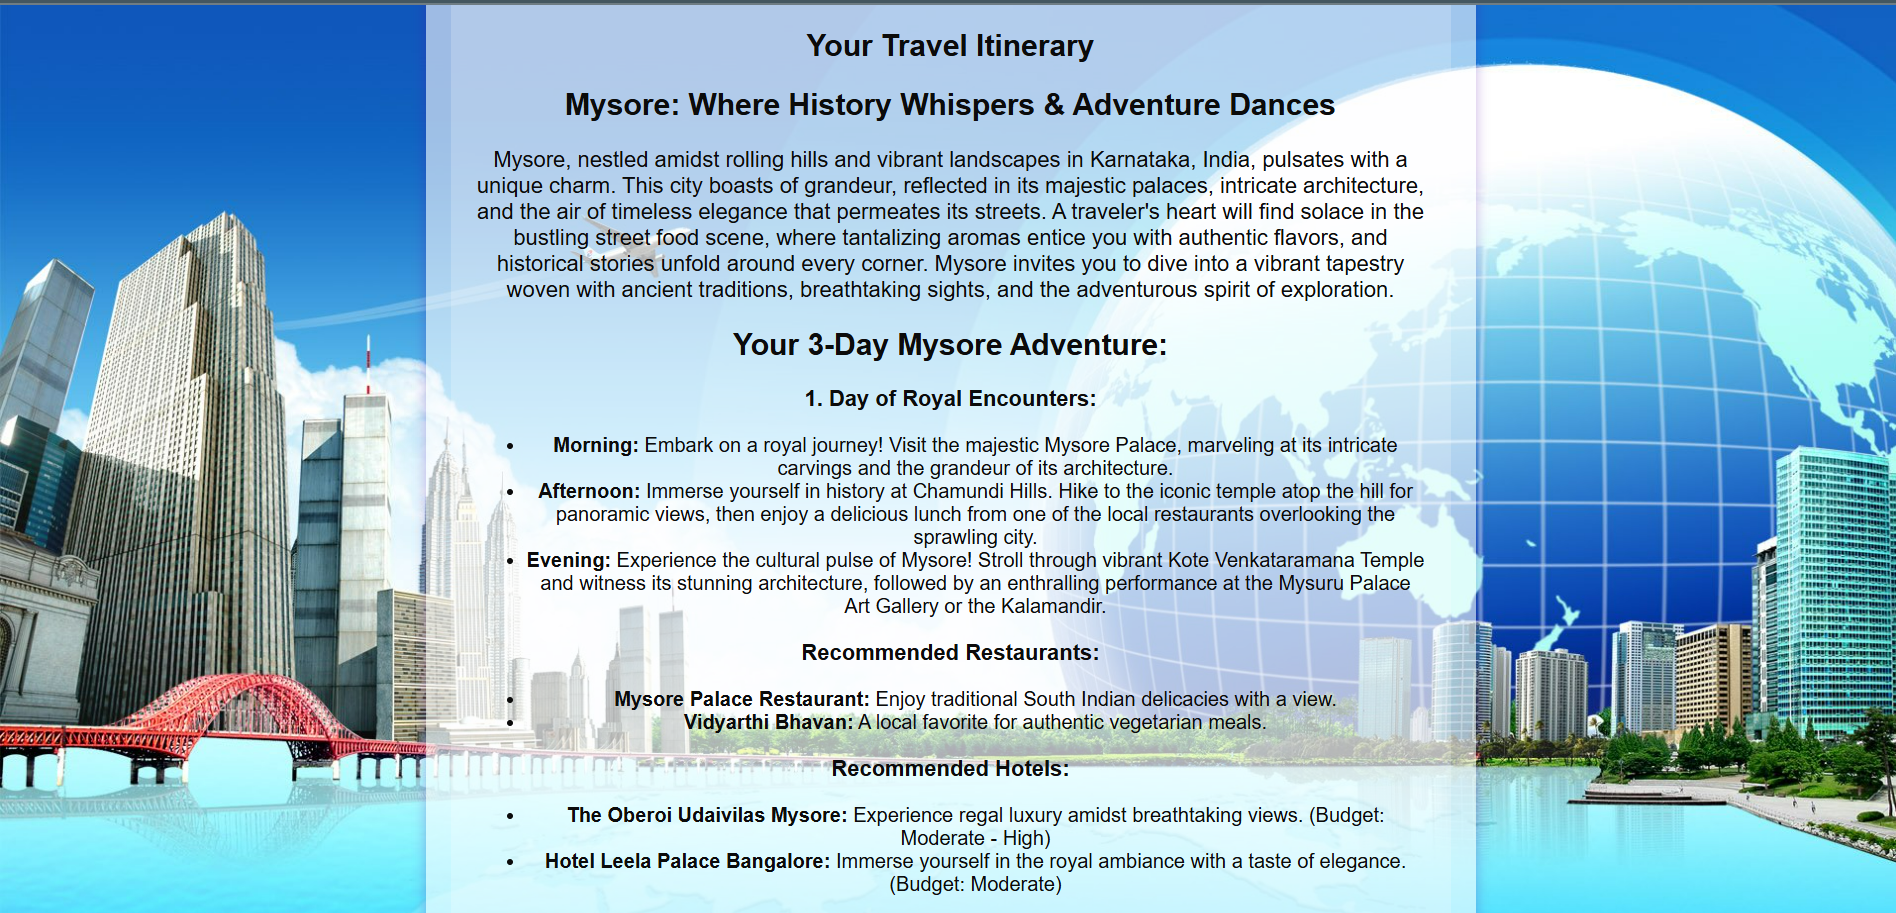 Your Travel Itinerary
Mysore: Where History Whispers & Adventure Dances
Mysore, nestled amidst rolling hills and vibrant landscapes in Karnataka, India, pulsates with a
unique charm. This city boasts of grandeur, reflected in its majestic palaces, intricate architecture,
and the air of timeless elegance that permeates its streets. A traveler's heart will find solace in the
bustling street food scene, where tantalizing aromas entice you with authentic flavors, and
historical stories unfold around every corner. Mysore invites you to dive into a vibrant tapestry
woven with ancient traditions, breathtaking sights, and the adventurous spirit of exploration.
Your 3-Day Mysore Adventure:
1. Day of Royal Encounters:
• Morning: Embark on a royal journey! Visit the majestic Mysore Palace, marveling at its intricate
carvings and the grandeur of its architecture.
• Afternoon: Immerse yourself in history at Chamundi Hills. Hike to the iconic temple atop the hill for
panoramic views, then enjoy a delicious lunch from one of the local restaurants overlooking the
sprawling city.
• Evening: Experience the cultural pulse of Mysore! Stroll through vibrant Kote Venkataramana Temple
and witness its stunning architecture, followed by an enthralling performance at the Mysuru Palace
Art Gallery or the Kalamandir.
Recommended Restaurants:
• Mysore Palace Restaurant: Enjoy traditional South Indian delicacies with a view.
• Vidyarthi Bhavan: A local favorite for authentic vegetarian meals.
Recommended Hotels:
• The Oberoi Udaivilas Mysore: Experience regal luxury amidst breathtaking views. (Budget:
Moderate - High)
• Hotel Leela Palace Bangalore: Immerse yourself in the royal ambiance with a taste of elegance.
(Budget: Moderate)